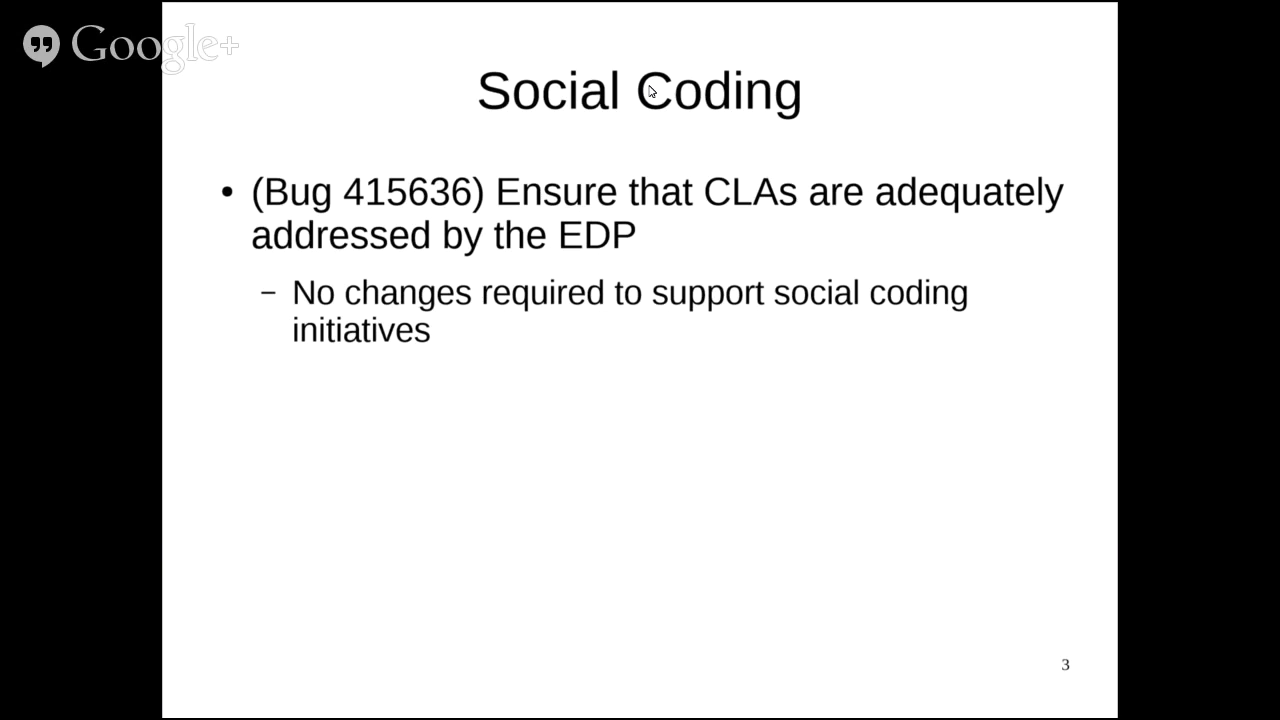 Google+
Social Coding
• (Bug 415636) Ensure that CLAs are adequately
addressed by the EDP
– No changes required to support social coding
initiatives
3